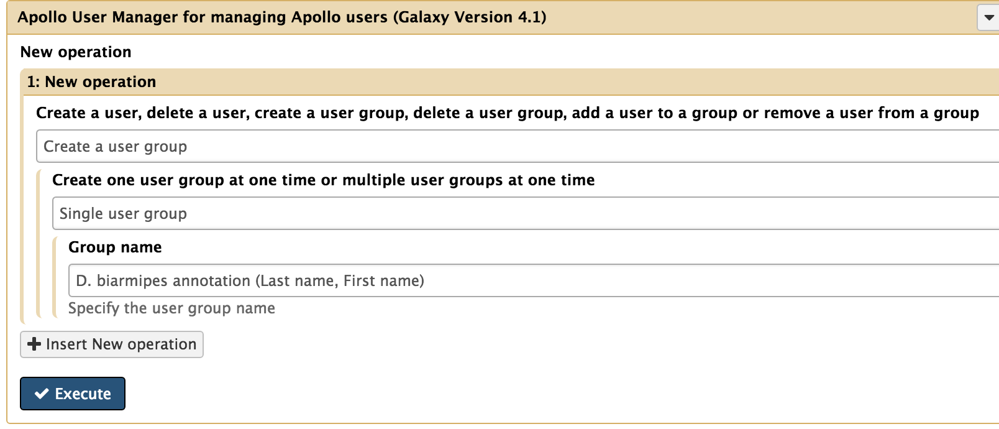 Apollo User Manager for managing Apollo users (Galaxy Version 4.1)
New operation
1: New operation
Create a user, delete a user, create a user group, delete a user group, add a user to a group or remove a user from a group
Create a user group
Create one user group at one time or multiple user groups at one time
Single user group
Group name
D. biarmipes annotation (Last name, First name)
Specify the user group name
Insert New operation
Execute